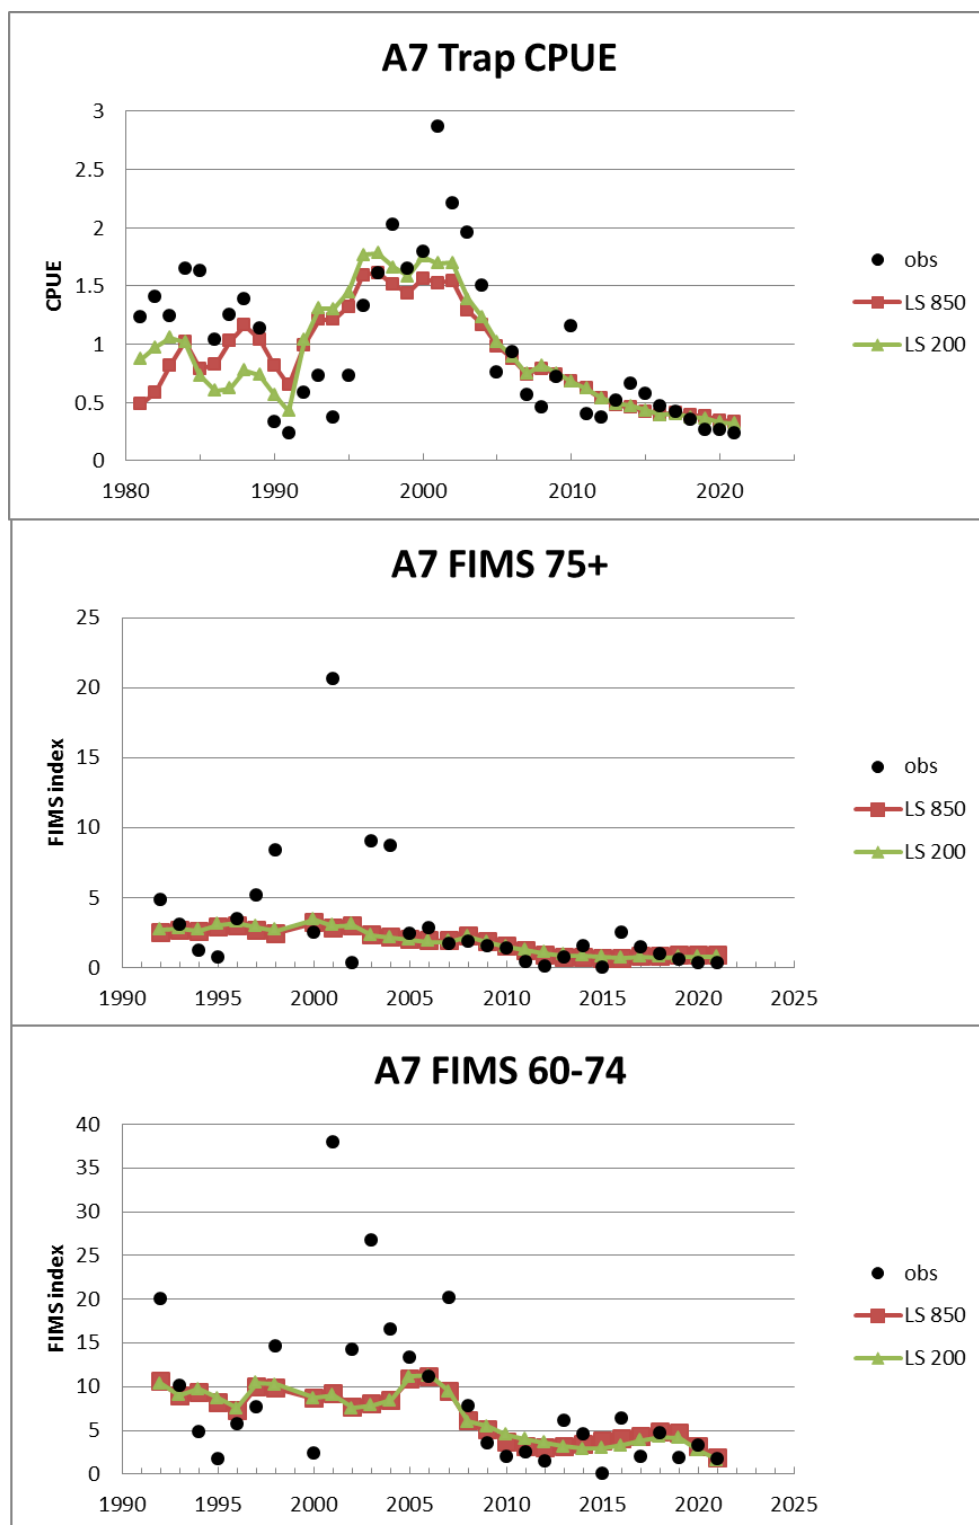 A7 Trap CPUE
3
2.5
2
1.5
1
0.5
0
CPUE
1980 1990 2000 2010 2020
obs
LS 850
LS 200
A7 FIMS 75+
25
20
15
10
5
0
FIMS index
1990 1995 2000 2005 2010 2015 2020 2025
obs
LS 850
LS 200
A7 FIMS 60-74
40
35
30
25
20
15
10
5
0
FIMS index
1990 1995 2000 2005 2010 2015 2020 2025
obs
LS 850
LS 200